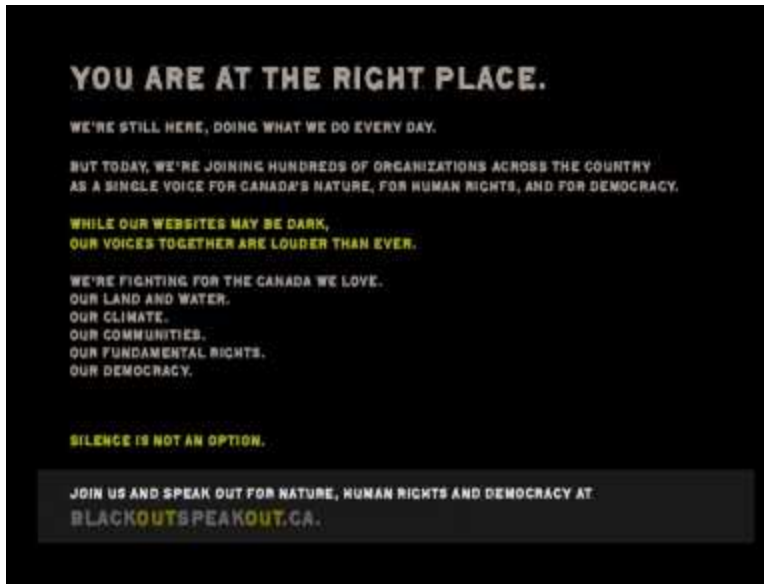 YOU ARE AT THE RIGHT PLACE.
WE'RE STILL HERE, DOING WHAT WE DO EVERY DAY.
BUT TODAY, WE'RE JOINING HUNDREDS OF ORGANIZATIONS ACROSS THE COUNTRY
AS A SINGLE VOICE FOR CANADA'S NATURE, FOR HUMAN RIGHTS, AND FOR DEMOCRACY.
WHILE OUR WEBSITES MAY BE DARK,
OUR VOICES TOGETHER ARE LOUDER THAN EVER.
WE'RE FIGHTING FOR THE CANADA WE LOVE.
OUR LAND AND WATER.
OUR CLIMATE.
OUR COMMUNITIES.
OUR FUNDAMENTAL RIGHTS.
OUR DEMOCRACY.
SILENCE IS NOT AN OPTION.
JOIN US AND SPEAK OUT FOR NATURE, HUMAN RIGHTS AND DEMOCRACY AT
BLACKOUTSPEAKOUT.CA.